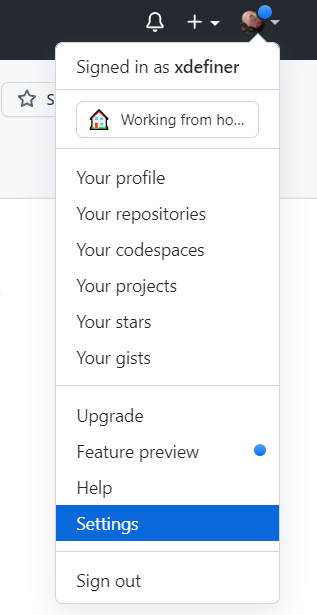 S
Signed in as xdefiner
Working from ho...
Your profile
Your repositories
Your codespaces
Your projects
Your stars
Your gists
Upgrade
Feature preview
Help
Settings
Sign out